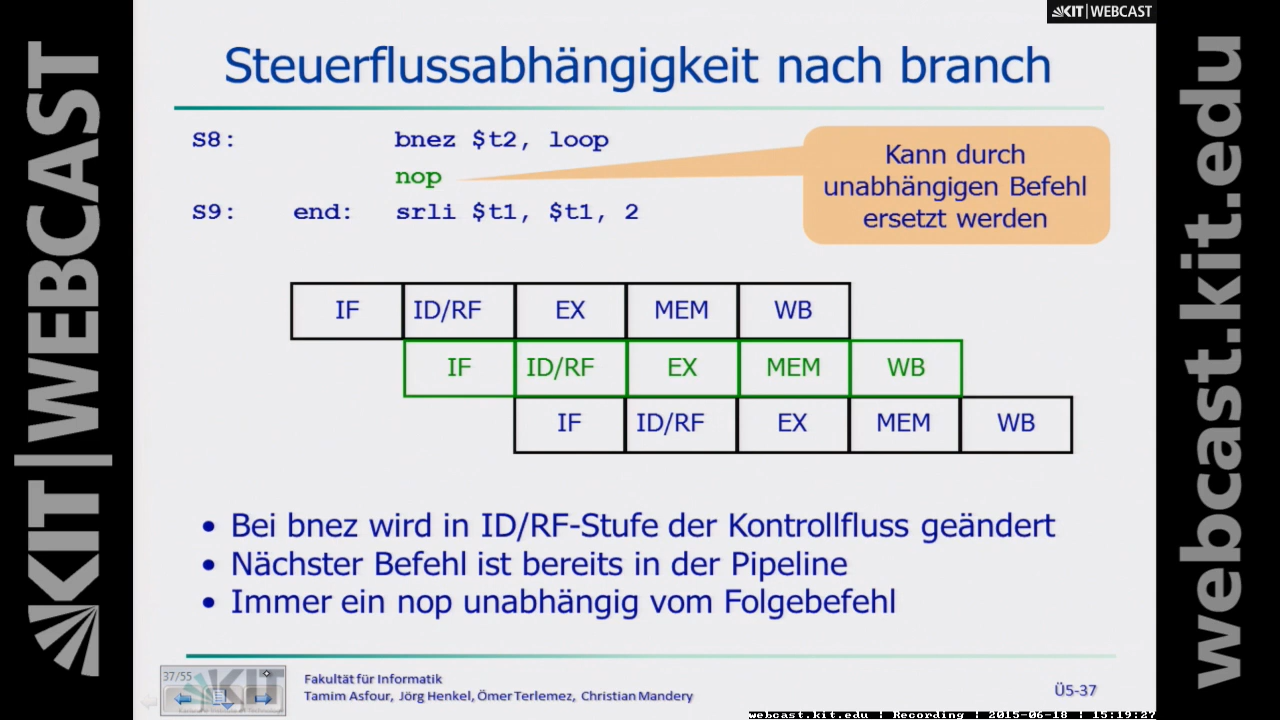 KIT|WEBCAST
KIT|WEBCAST
webcast.kit.edu
Steuerflussabhängigkeit nach branch
S8: bnez $t2, loop
nop
S9: end: srli $t1, $t1, 2
Kann durch
unabhängigen Befehl
ersetzt werden
IF ID/RF EX MEM WB
IF ID/RF EX MEM WB
IF ID/RF EX MEM WB
• Bei bnez wird in ID/RF-Stufe der Kontrollfluss geändert
• Nächster Befehl ist bereits in der Pipeline
• Immer ein nop unabhängig vom Folgebefehl
37/55
KIT
Fakultät für Informatik
Tamim Asfour, Jörg Henkel, Ömer Terlemez, Christian Mandery
Ü5-37
webcast.kit.edu | Recording | 2015-06-18 | 15:19:27